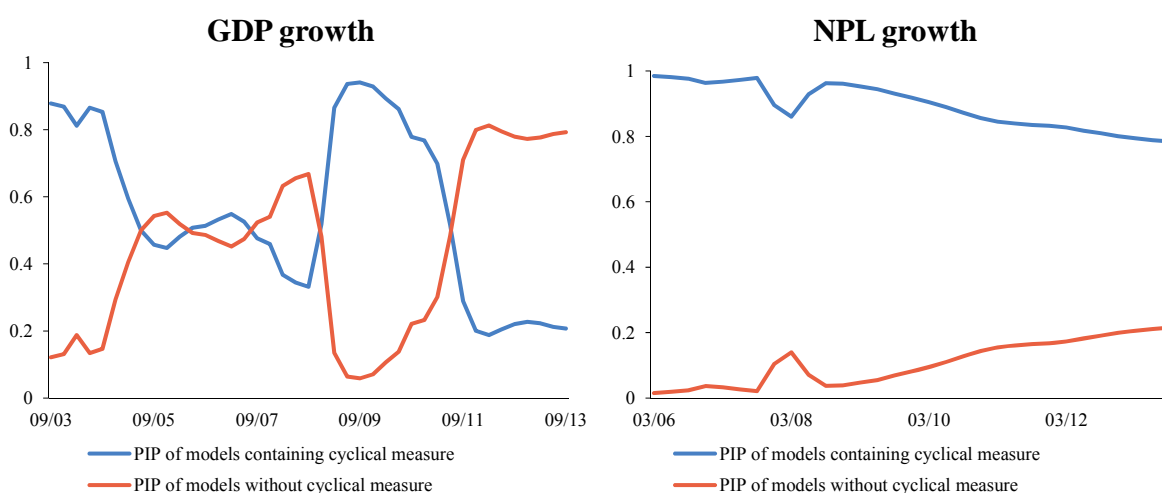 GDP growth
1
0.8
0.6
0.4
0.2
0
09/03 09/05 09/07 09/09 09/11 09/13
PIP of models containing cyclical measure
PIP of models without cyclical measure
NPL growth
1
0.8
0.6
0.4
0.2
0
03/06 03/08 03/10 03/12
PIP of models containing cyclical measure
PIP of models without cyclical measure